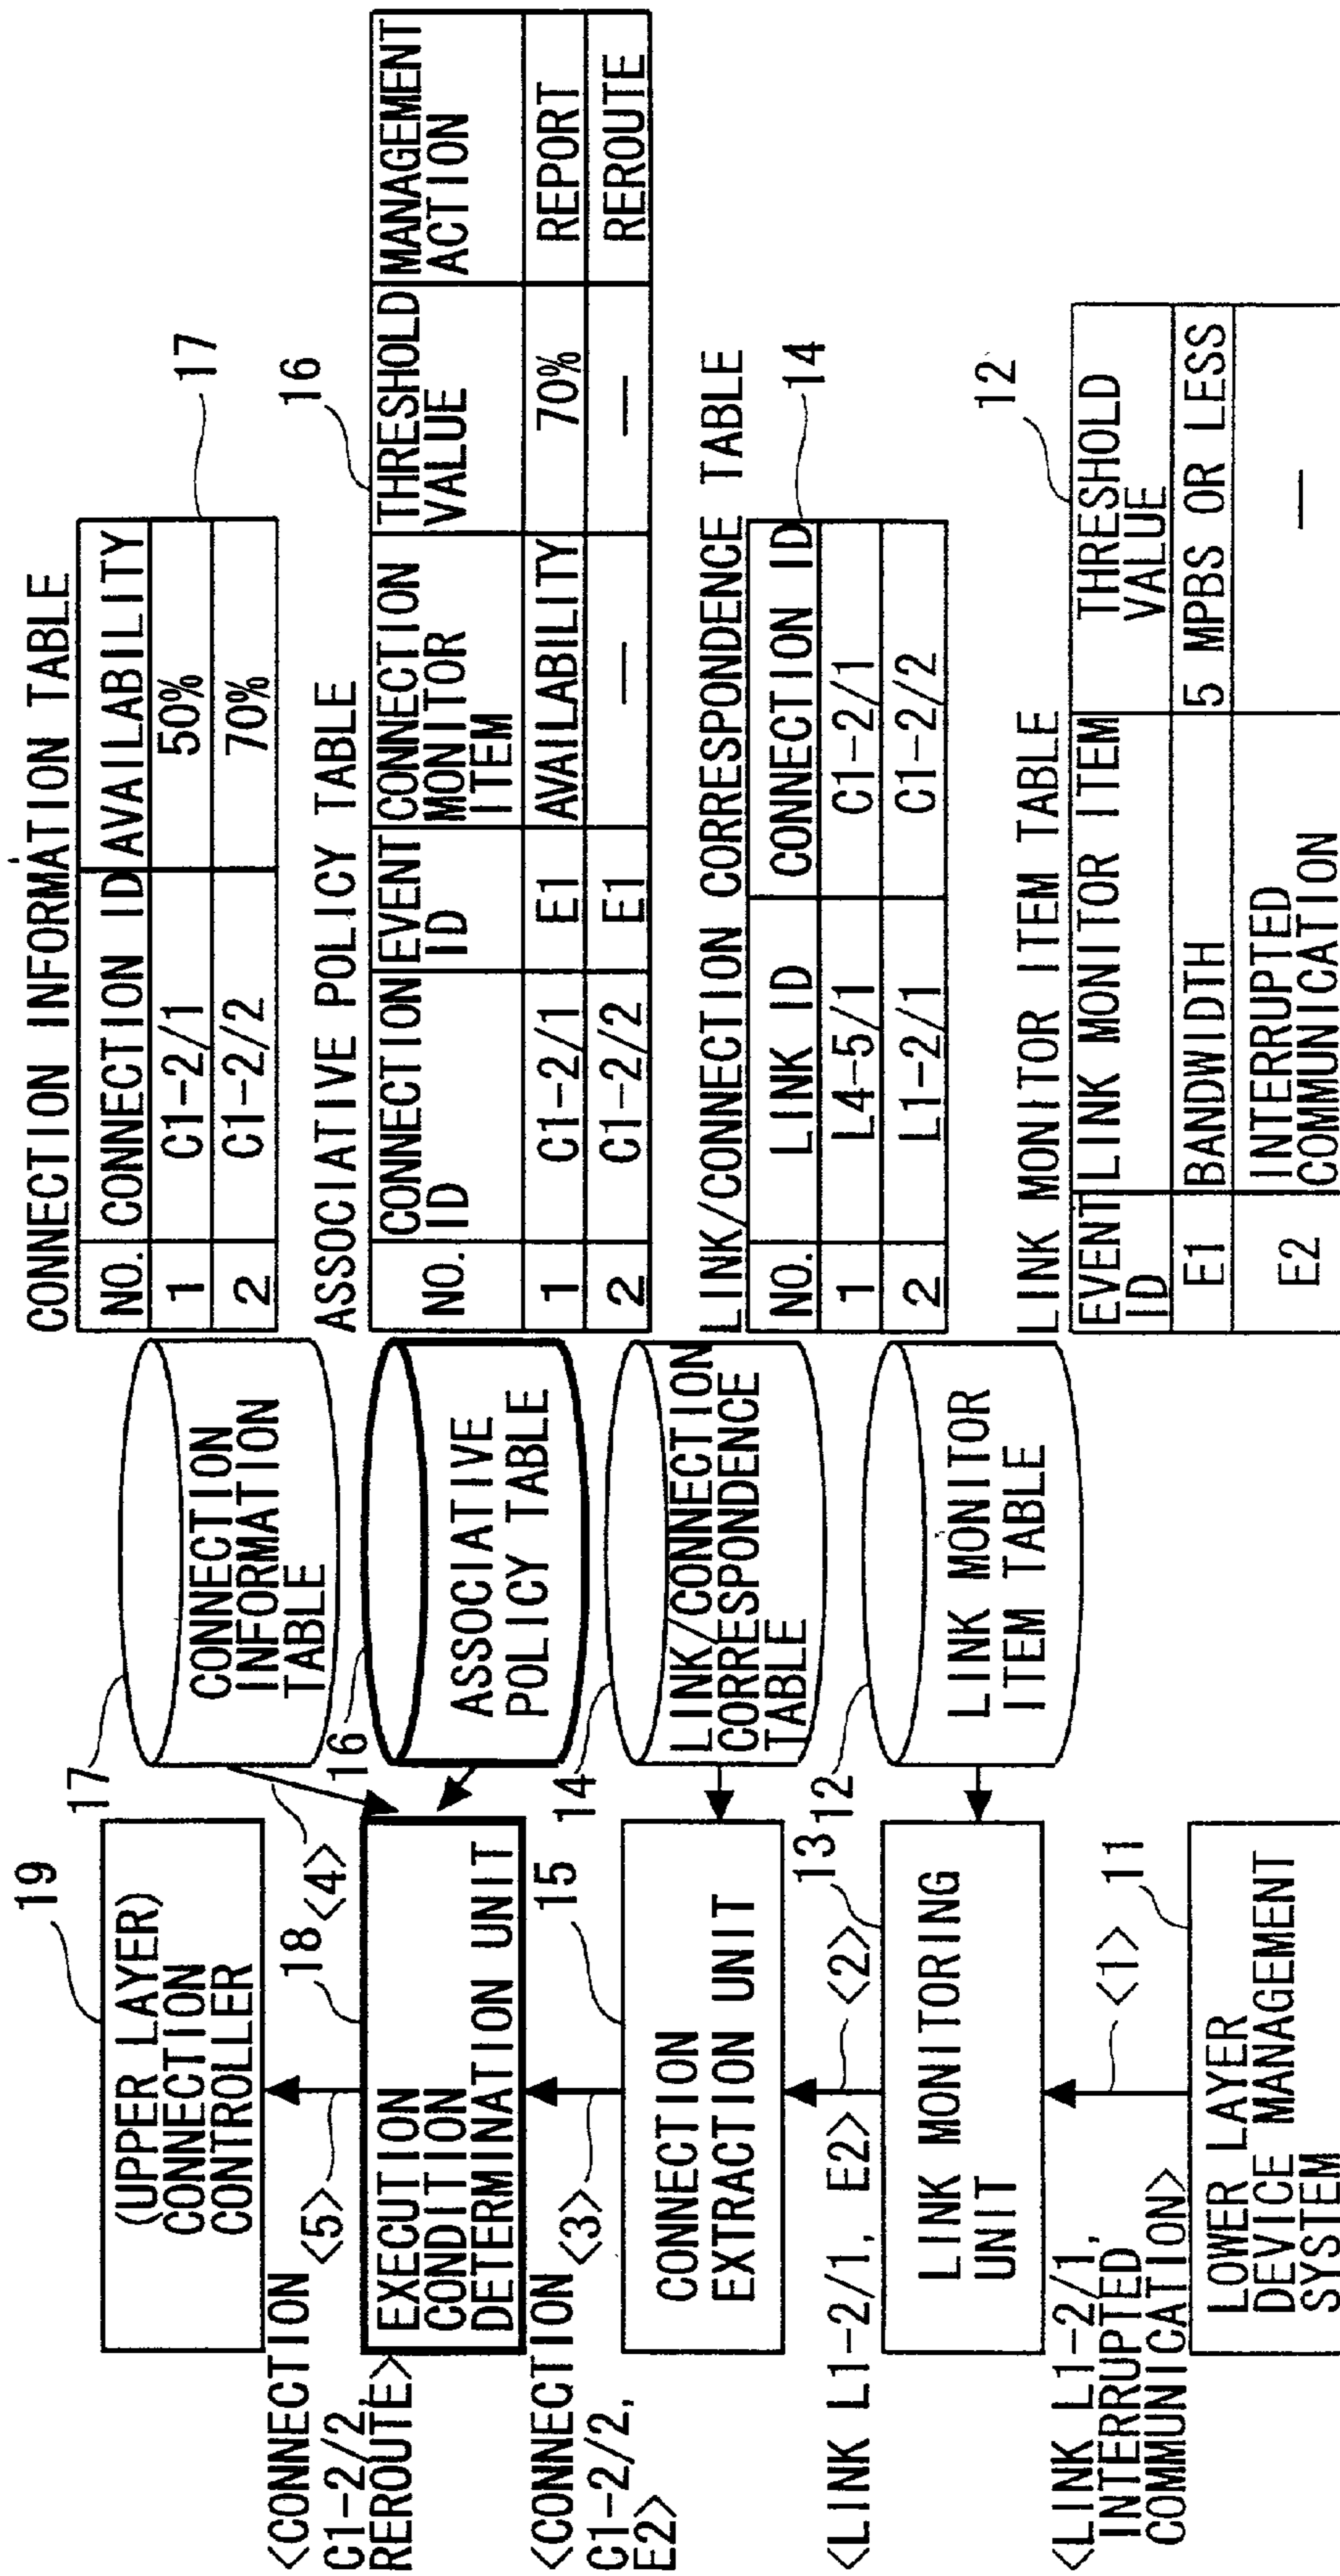 19
(UPPER LAYER)
CONNECTION
CONTROLLER
<CONNECTION
C1-2/2,
REROUTE>
<5>
18
<4>
EXECUTION
CONDITION
DETERMINATION UNIT
<CONNECTION
C1-2/2,
E2>
<3>
15
CONNECTION
EXTRACTION UNIT
<LINK L1-2/1, E2>
<2>
13
LINK MONITORING
UNIT
<LINK L1-2/1,
INTERRUPTED
COMMUNICATION>
<1>
11
LOWER LAYER
DEVICE MANAGEMENT
SYSTEM
17
CONNECTION
INFORMATION
TABLE
16
ASSOCIATIVE
POLICY TABLE
14
LINK/CONNECTION
CORRESPONDENCE
TABLE
12
LINK MONITOR
ITEM TABLE
CONNECTION INFORMATION TABLE
NO. CONNECTION ID AVAILABILITY
1 C1-2/1 50%
2 C1-2/2 70%
17
ASSOCIATIVE POLICY TABLE
16
NO. CONNECTION ID EVENT ID CONNECTION MONITOR ITEM THRESHOLD VALUE MANAGEMENT ACTION
1 C1-2/1 E1 AVAILABILITY 70% REPORT
2 C1-2/2 E1 — — REROUTE
LINK/CONNECTION CORRESPONDENCE TABLE
NO. LINK ID CONNECTION ID
1 L4-5/1 C1-2/1
2 L1-2/1 C1-2/2
14
LINK MONITOR ITEM TABLE
12
EVENT ID LINK MONITOR ITEM THRESHOLD VALUE
E1 BANDWIDTH 5 MPBS OR LESS
E2 INTERRUPTED COMMUNICATION —